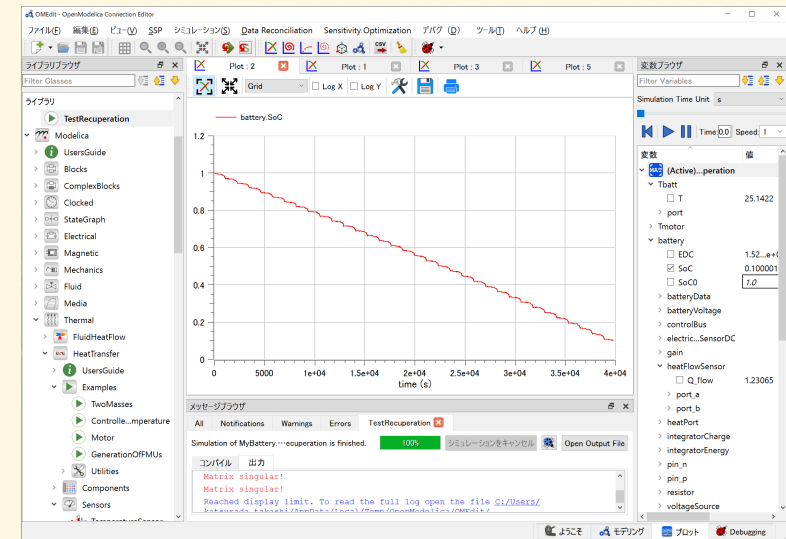 OMEdit - OpenModelica Connection Editor
ファイル(F) 編集(E) ビュー(V) SSP シミュレーション(S) Data Reconciliation Sensitivity Optimization デバグ (D) ツール(T) ヘルプ (H)
ライブラリブラウザ
Filter Classes
ライブラリ
TestRecuperation
Modelica
UsersGuide
Blocks
ComplexBlocks
Clocked
StateGraph
Electrical
Magnetic
Mechanics
Fluid
Media
Thermal
FluidHeatFlow
HeatTransfer
UsersGuide
Examples
TwoMasses
Controlle...mperature
Motor
GenerationOfFMUs
Utilities
Components
Sensors
TemperatureSensor
Plot : 2 Plot : 1 Plot : 3 Plot : 5
Grid Log X Log Y
battery.SoC
1.2
1
0.8
0.6
0.4
0.2
0
0 5000 1e+04 1.5e+04 2e+04 2.5e+04 3e+04 3.5e+04 4e+04
time (s)
メッセージブラウザ
All Notifications Warnings Errors TestRecuperation
Simulation of MyBattery.…ecuperation is finished. 100% シミュレーションをキャンセル Open Output File
コンパイル 出力
Matrix singular!
Matrix singular!
Reached display limit. To read the full log open the file C:/Users/
katsurada.takashi/AppData/Local/Temp/OpenModelica/OMEdit/
変数ブラウザ
Filter Variables
Simulation Time Unit s
Time: 0.0 Speed: 1
変数 値
(Active)...peration
Tbatt
T 25.1422
port
Tmotor
battery
EDC 1.52...e+0
SoC 0.100001
SoC0 1.0
batteryData
batteryVoltage
controlBus
electric...SensorDC
gain
heatFlowSensor
Q_flow 1.23065
port_a
port_b
heatPort
integratorCharge
integratorEnergy
pin_n
pin_p
resistor
voltageSource
ようこそ モデリング プロット Debugging